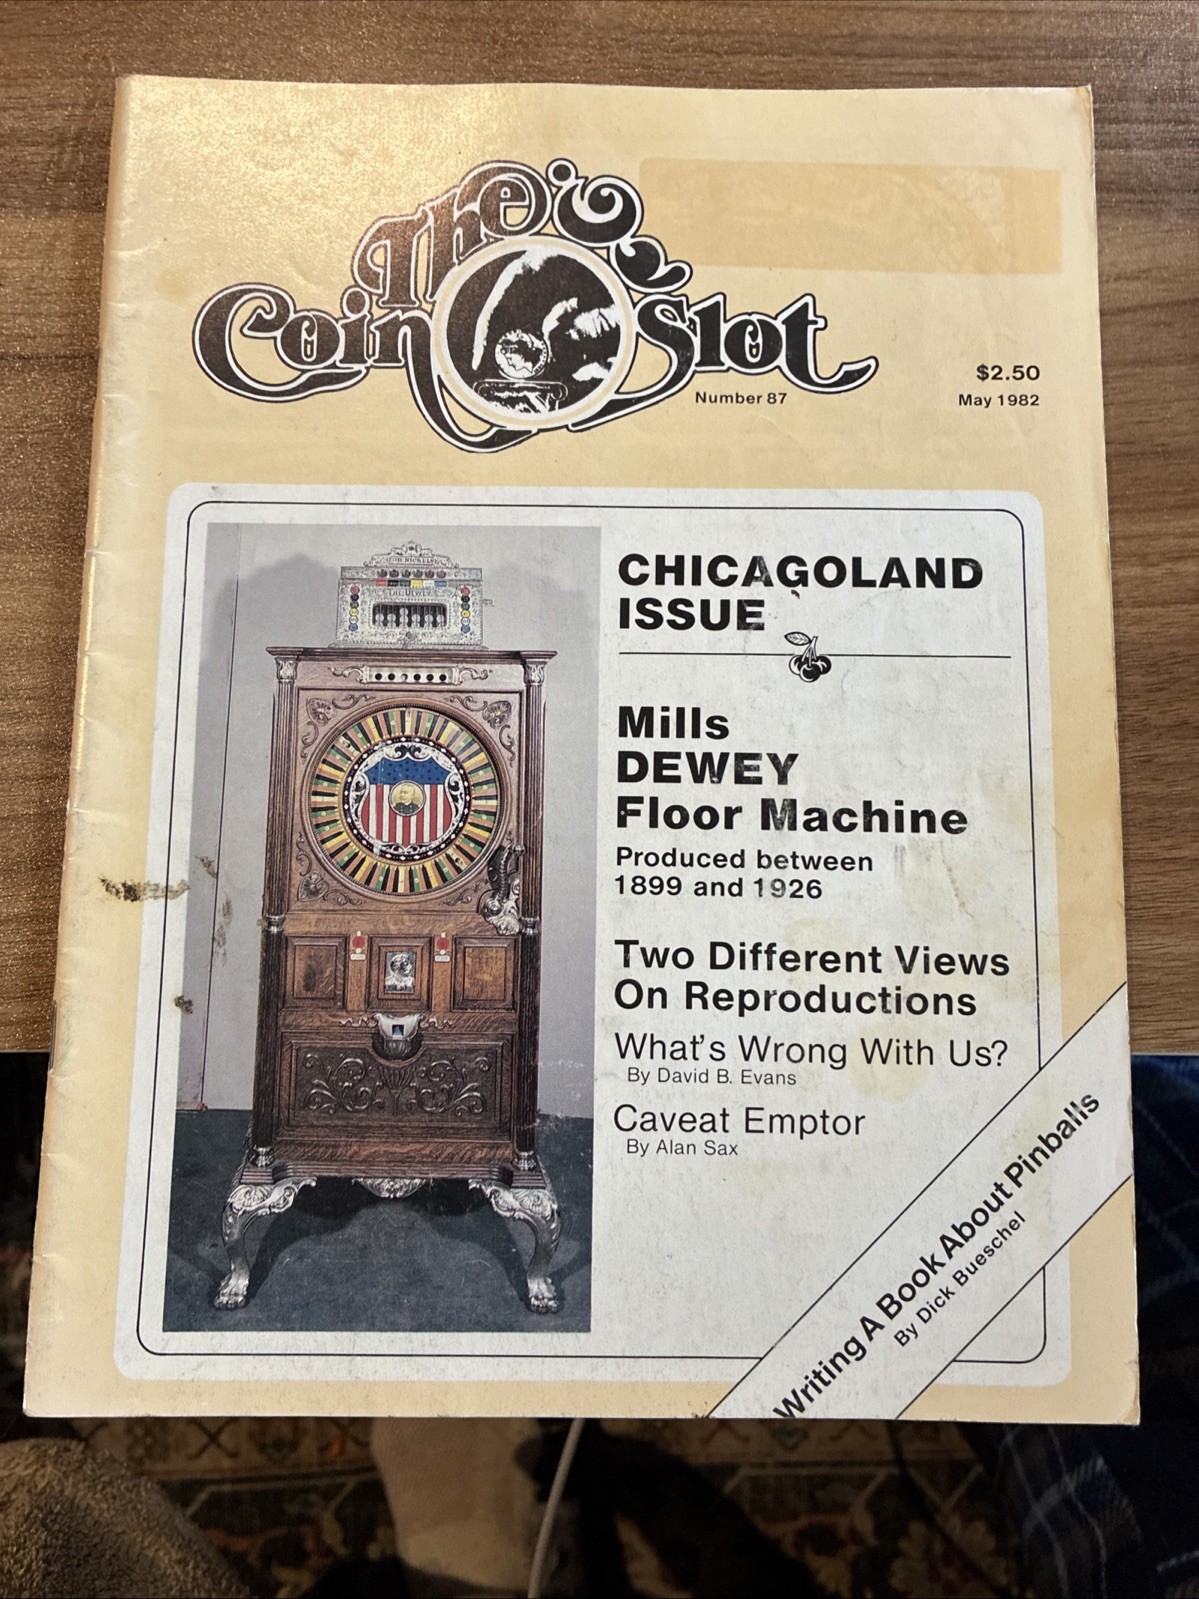 The
Coin Slot
Number 87
$2.50
May 1982
CHICAGOLAND
ISSUE
Mills
DEWEY
Floor Machine
Produced between
1899 and 1926
Two Different Views
On Reproductions
What's Wrong With Us?
By David B. Evans
Caveat Emptor
By Alan Sax
Writing A Book About Pinballs
By Dick Bueschel
THE DEWEY